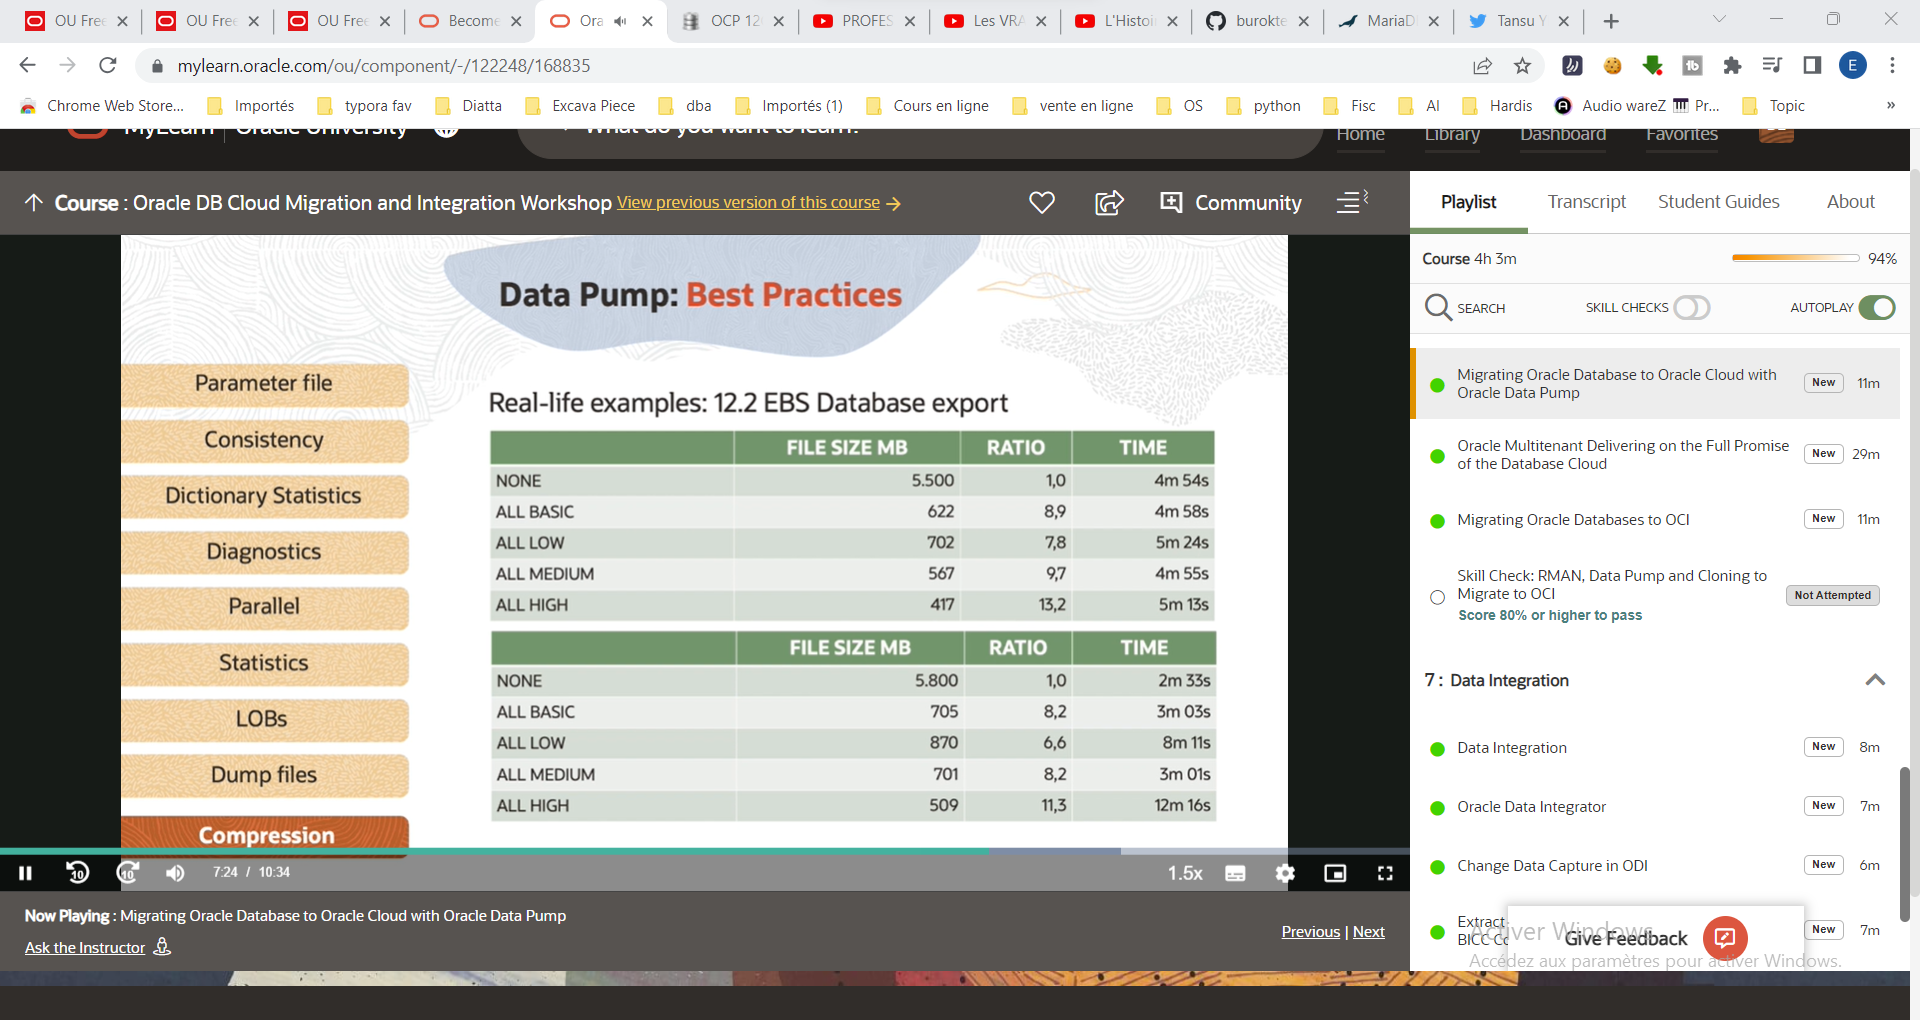 OU Free
OU Free
OU Free
Become
Ora
OCP 12
PROFES
Les VRA
L'Histoi
burokte
MariaD
Tansu Y
mylearn.oracle.com/ou/component/-/122248/168835
E
Chrome Web Store...
Importés
typora fav
Diatta
Excava Piece
dba
Importés (1)
Cours en ligne
vente en ligne
OS
python
Fisc
AI
Hardis
Audio wareZ
Pr...
Topic
»
MyLearn
Oracle University
What do you want to learn?
Home
Library
Dashboard
Favorites
Course : Oracle DB Cloud Migration and Integration Workshop View previous version of this course →
Community
Playlist
Transcript
Student Guides
About
Course 4h 3m
94%
SEARCH
SKILL CHECKS
AUTOPLAY
Data Pump: Best Practices
Parameter file
Consistency
Dictionary Statistics
Diagnostics
Parallel
Statistics
LOBs
Dump files
Compression
Real-life examples: 12.2 EBS Database export
FILE SIZE MB RATIO TIME
NONE 5.500 1,0 4m 54s
ALL BASIC 622 8,9 4m 58s
ALL LOW 702 7,8 5m 24s
ALL MEDIUM 567 9,7 4m 55s
ALL HIGH 417 13,2 5m 13s
FILE SIZE MB RATIO TIME
NONE 5.800 1,0 2m 33s
ALL BASIC 705 8,2 3m 03s
ALL LOW 870 6,6 8m 11s
ALL MEDIUM 701 8,2 3m 01s
ALL HIGH 509 11,3 12m 16s
10
10
7:24 / 10:34
1.5x
Now Playing : Migrating Oracle Database to Oracle Cloud with Oracle Data Pump
Ask the Instructor
Previous | Next
Migrating Oracle Database to Oracle Cloud with
Oracle Data Pump
New 11m
Oracle Multitenant Delivering on the Full Promise
of the Database Cloud
New 29m
Migrating Oracle Databases to OCI
New 11m
Skill Check: RMAN, Data Pump and Cloning to
Migrate to OCI
Score 80% or higher to pass
Not Attempted
7 : Data Integration
Data Integration
New 8m
Oracle Data Integrator
New 7m
Change Data Capture in ODI
New 6m
Extract
BICC Co
New 7m
Give Feedback
Activer Windows
Accédez aux paramètres pour activer Windows.